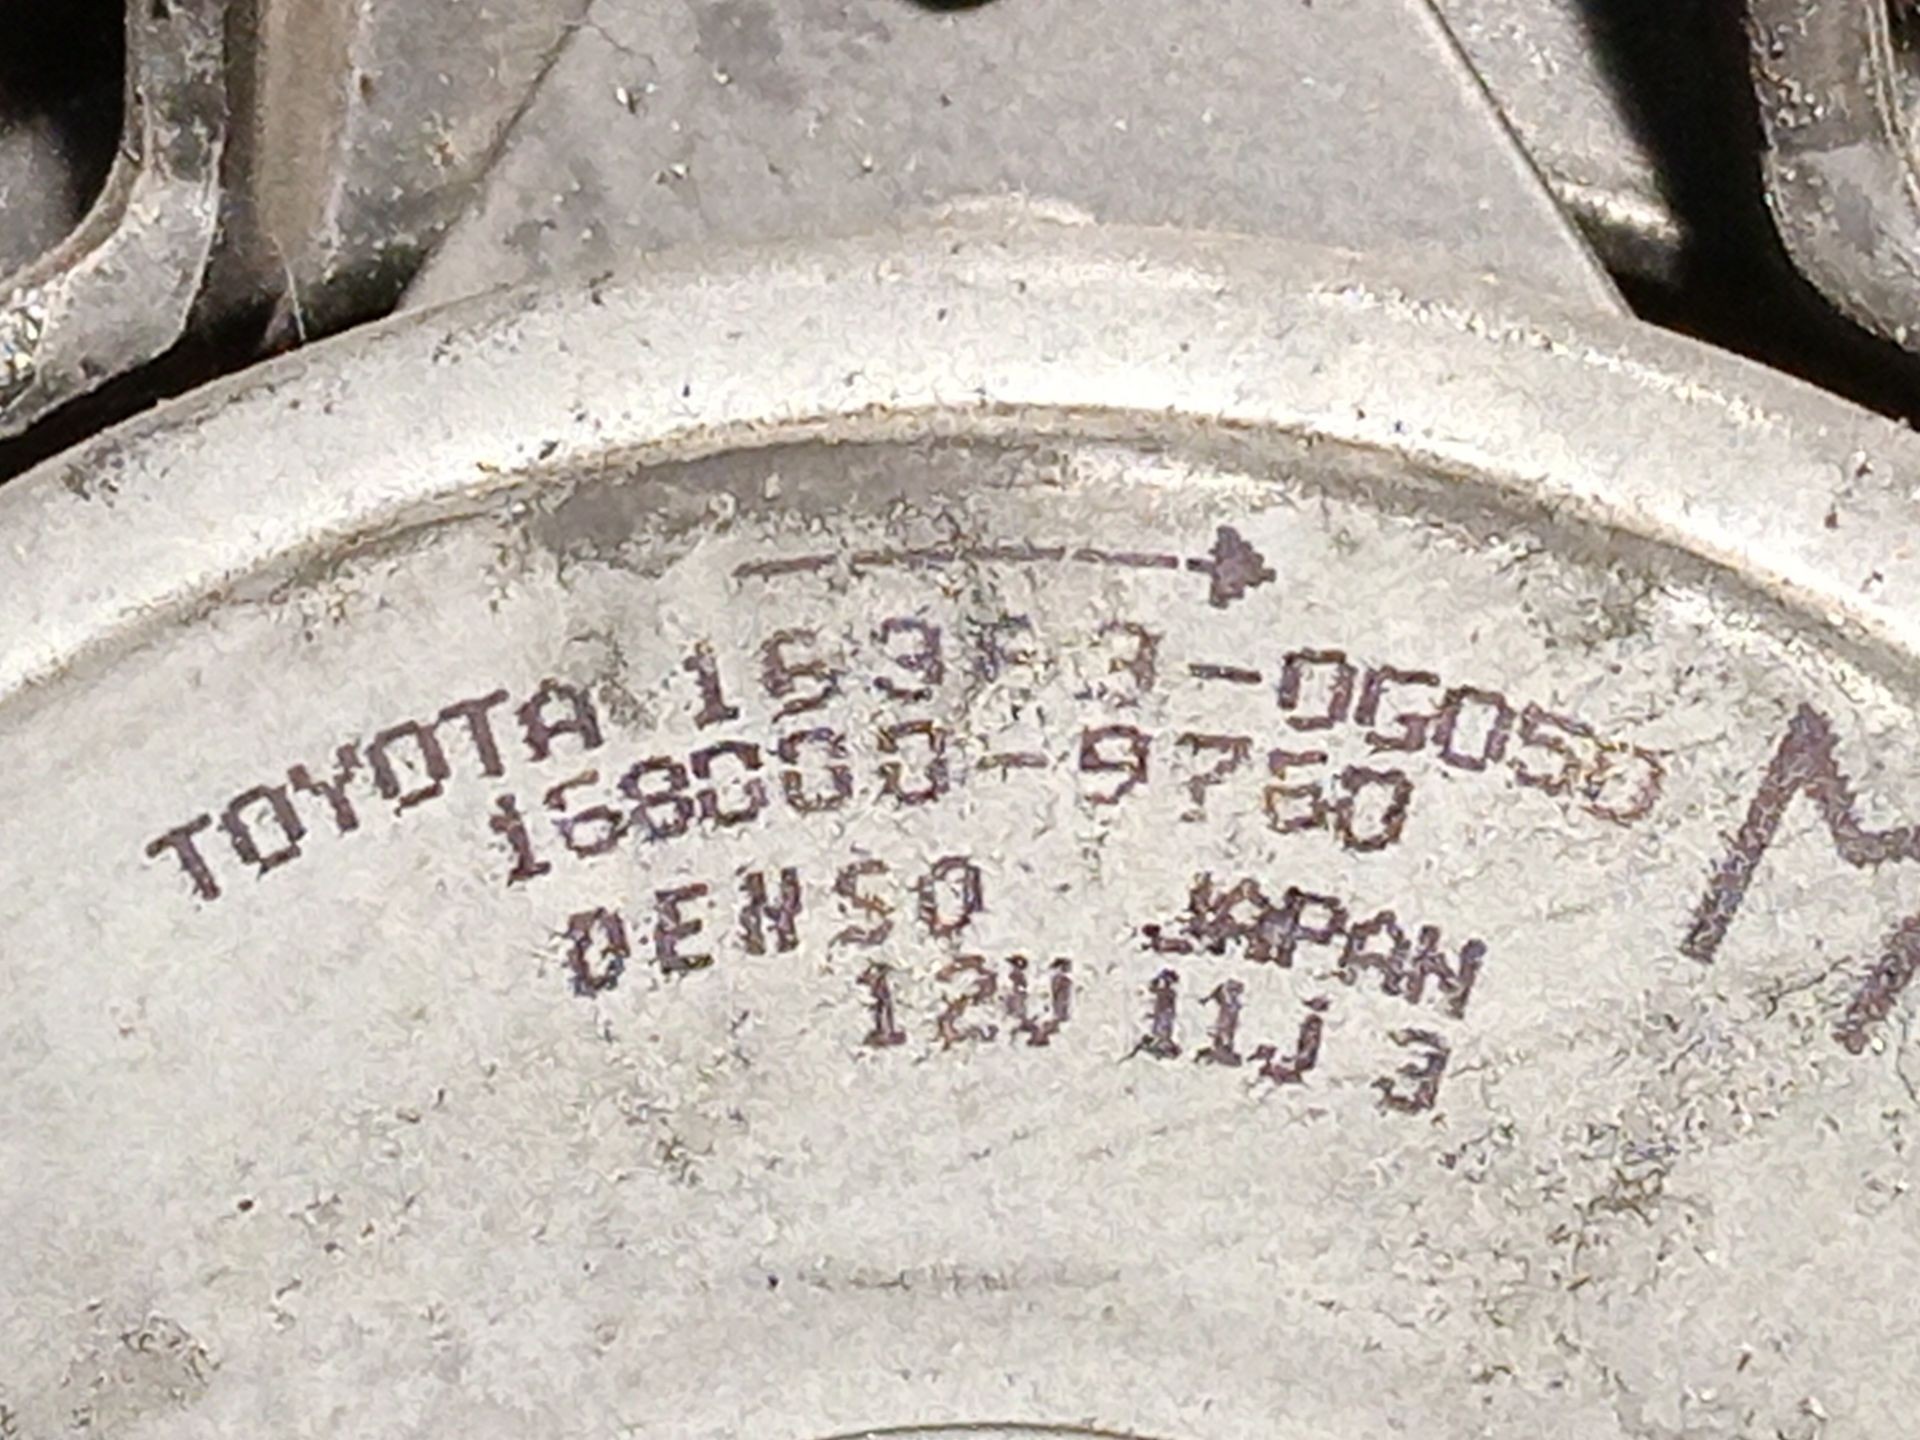 TOYOTA 16363-0G050
168000-9760
DENSO JAPAN
12V 11J 3
M